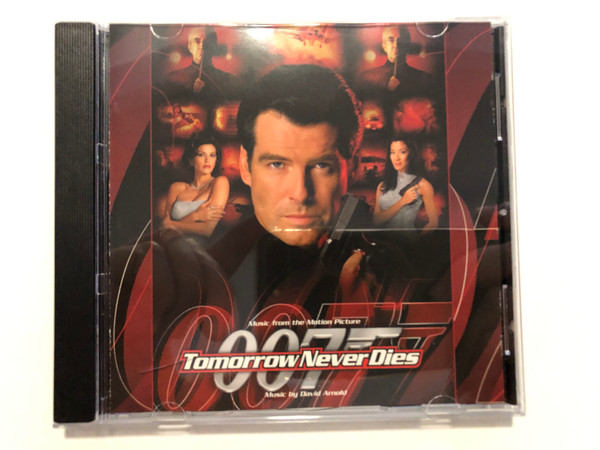 Music from the Motion Picture
007
Tomorrow Never Dies
Music by David Arnold